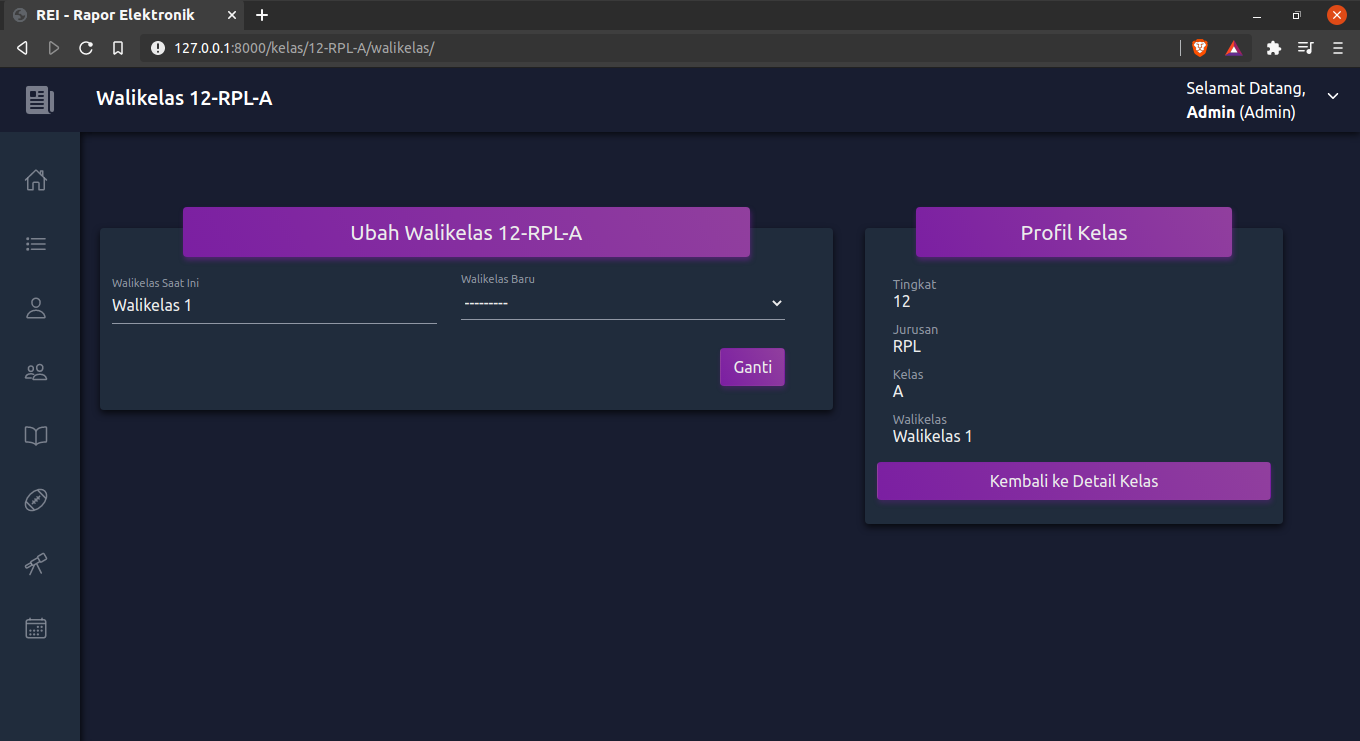 REI - Rapor Elektronik
127.0.0.1:8000/kelas/12-RPL-A/walikelas/
Walikelas 12-RPL-A
Selamat Datang,
Admin (Admin)
Ubah Walikelas 12-RPL-A
Walikelas Saat Ini
Walikelas 1
Walikelas Baru
---------
Ganti
Profil Kelas
Tingkat
12
Jurusan
RPL
Kelas
A
Walikelas
Walikelas 1
Kembali ke Detail Kelas